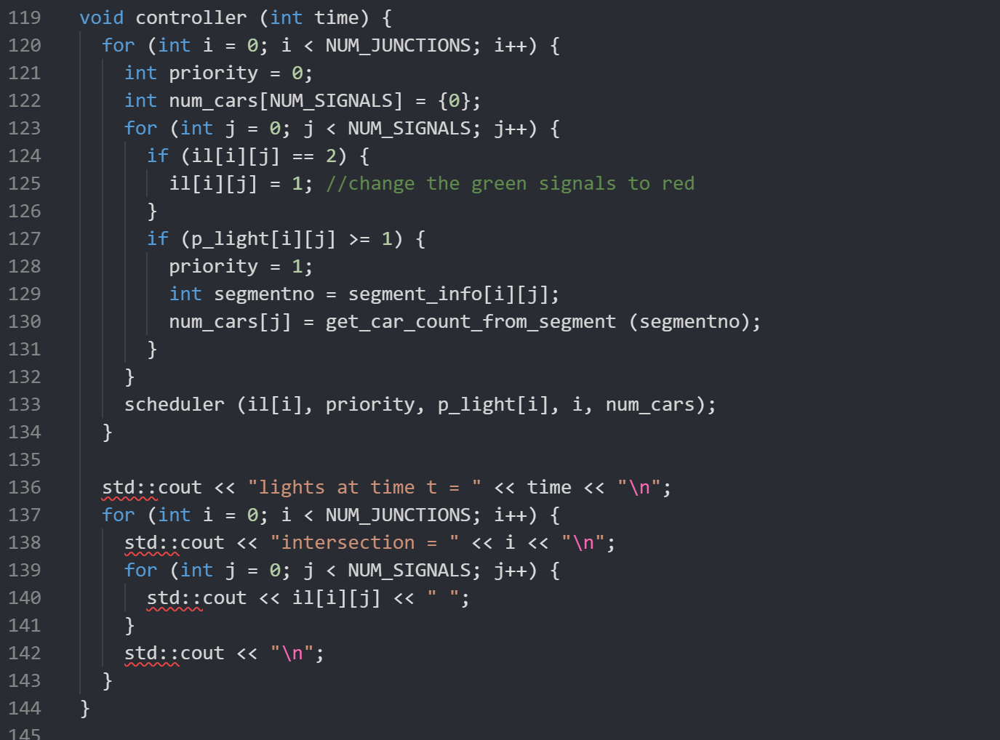 119 void controller (int time) {
120 for (int i = 0; i < NUM_JUNCTIONS; i++) {
121 int priority = 0;
122 int num_cars[NUM_SIGNALS] = {0};
123 for (int j = 0; j < NUM_SIGNALS; j++) {
124 if (il[i][j] == 2) {
125 il[i][j] = 1; //change the green signals to red
126 }
127 if (p_light[i][j] >= 1) {
128 priority = 1;
129 int segmentno = segment_info[i][j];
130 num_cars[j] = get_car_count_from_segment (segmentno);
131 }
132 }
133 scheduler (il[i], priority, p_light[i], i, num_cars);
134 }
135
136 std::cout << "lights at time t = " << time << "\n";
137 for (int i = 0; i < NUM_JUNCTIONS; i++) {
138 std::cout << "intersection = " << i << "\n";
139 for (int j = 0; j < NUM_SIGNALS; j++) {
140 std::cout << il[i][j] << " ";
141 }
142 std::cout << "\n";
143 }
144 }
145